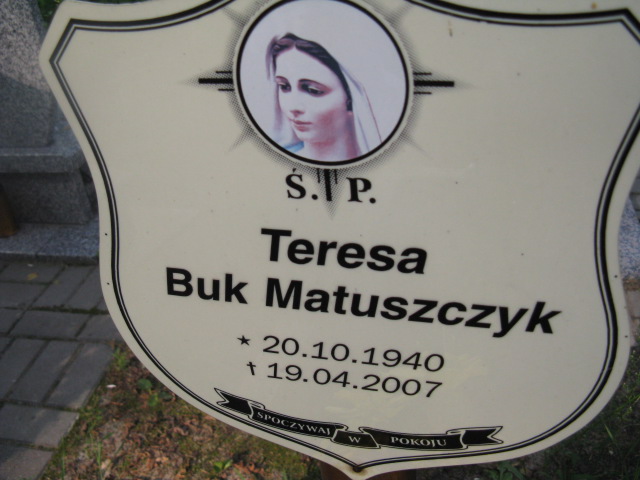 Ś. P.
Teresa
Buk Matuszczyk
★ 20.10.1940
† 19.04.2007
SPOCZYWAJ W POKOJU